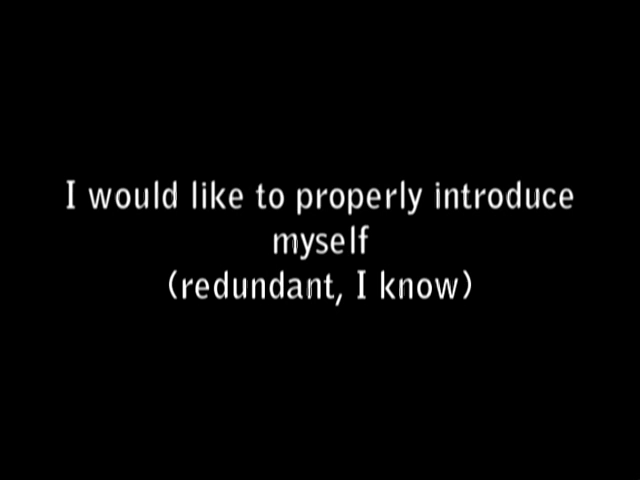 I would like to properly introduce
myself
(redundant, I know)